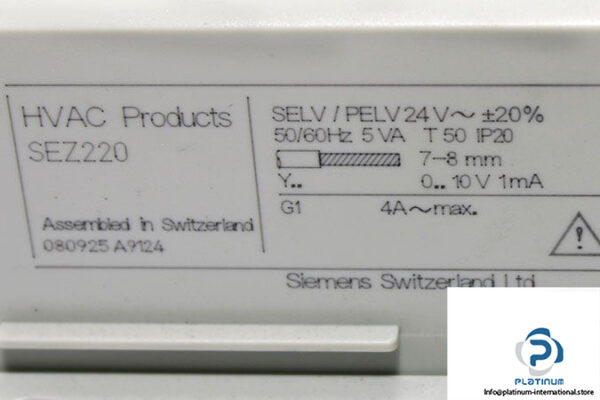 HVAC Products
SEZ220
Assembled in Switzerland
080925 A9124
SELV / PELV 24 V~ ±20%
50/60Hz 5 VA T 50 IP20
7-8 mm
Y.. 0.. 10 V 1mA
G1 4A~max.
Siemens Switzerland Ltd
PLATINUM
Info@platinum-international.store